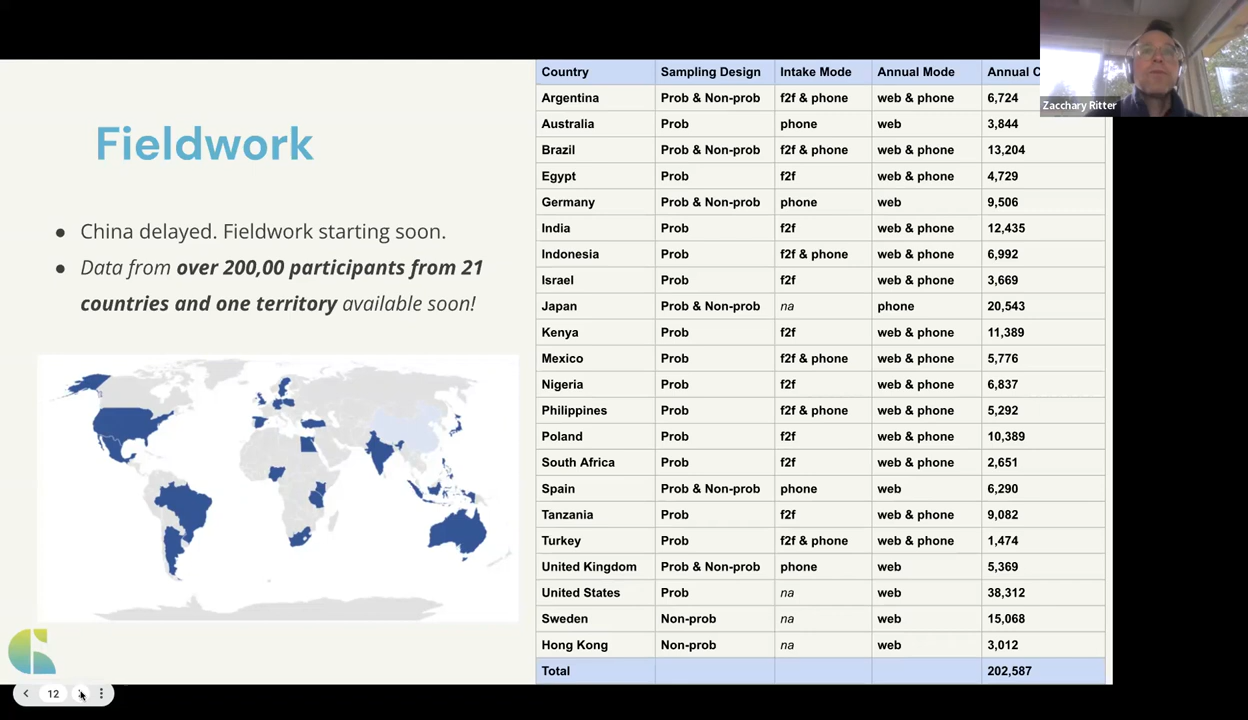 Fieldwork
● China delayed. Fieldwork starting soon.
● Data from over 200,00 participants from 21
countries and one territory available soon!
Country Sampling Design Intake Mode Annual Mode Annual C
Argentina Prob & Non-prob f2f & phone web & phone 6,724
Australia Prob phone web 3,844
Brazil Prob & Non-prob f2f & phone web & phone 13,204
Egypt Prob f2f web & phone 4,729
Germany Prob & Non-prob phone web 9,506
India Prob f2f web & phone 12,435
Indonesia Prob f2f & phone web & phone 6,992
Israel Prob f2f web & phone 3,669
Japan Prob & Non-prob na phone 20,543
Kenya Prob f2f web & phone 11,389
Mexico Prob f2f & phone web & phone 5,776
Nigeria Prob f2f web & phone 6,837
Philippines Prob f2f & phone web & phone 5,292
Poland Prob f2f web & phone 10,389
South Africa Prob f2f web & phone 2,651
Spain Prob & Non-prob phone web 6,290
Tanzania Prob f2f web & phone 9,082
Turkey Prob f2f & phone web & phone 1,474
United Kingdom Prob & Non-prob phone web 5,369
United States Prob na web 38,312
Sweden Non-prob na web 15,068
Hong Kong Non-prob na web 3,012
Total 202,587
Zacchary Ritter
12